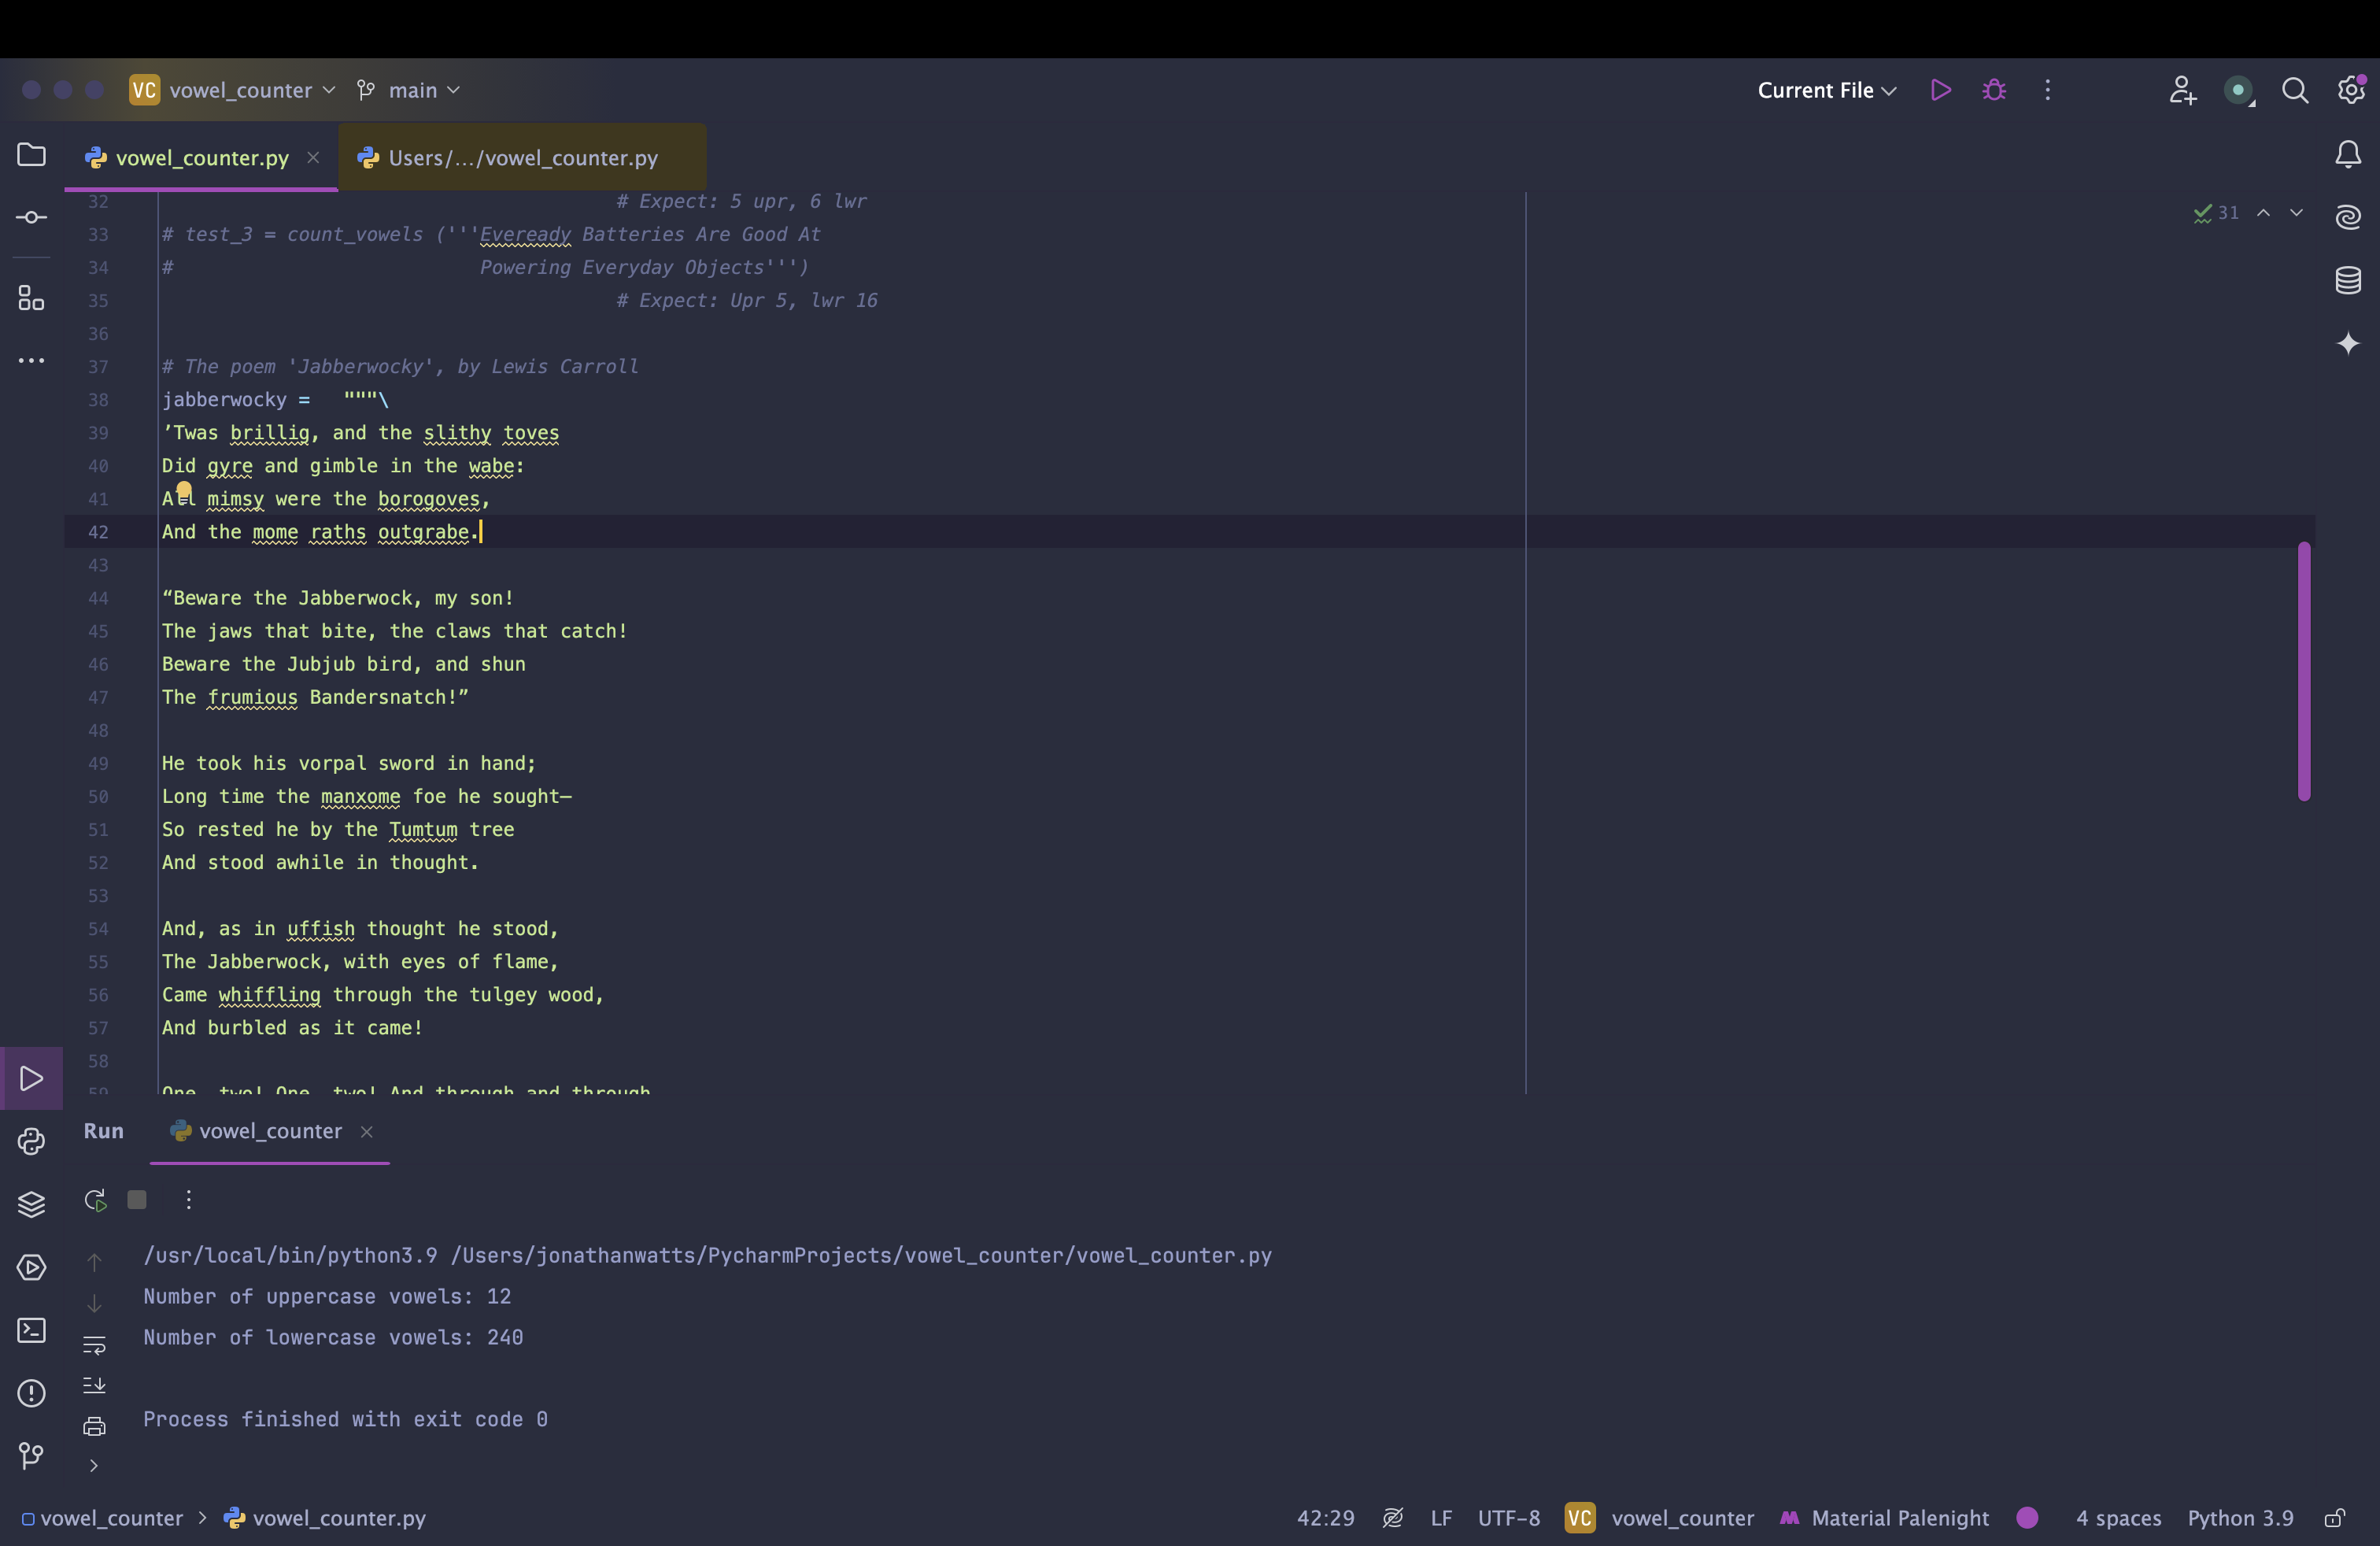 VC vowel_counter main Current File
vowel_counter.py Users/.../vowel_counter.py
32 # Expect: 5 upr, 6 lwr
31
33 # test_3 = count_vowels ('''Eveready Batteries Are Good At
34 # Powering Everyday Objects''')
35 # Expect: Upr 5, lwr 16
36
37 # The poem 'Jabberwocky', by Lewis Carroll
38 jabberwocky = """\
39 ’Twas brillig, and the slithy toves
40 Did gyre and gimble in the wabe:
41 All mimsy were the borogoves,
42 And the mome raths outgrabe.
43
44 “Beware the Jabberwock, my son!
45 The jaws that bite, the claws that catch!
46 Beware the Jubjub bird, and shun
47 The frumious Bandersnatch!”
48
49 He took his vorpal sword in hand;
50 Long time the manxome foe he sought—
51 So rested he by the Tumtum tree
52 And stood awhile in thought.
53
54 And, as in uffish thought he stood,
55 The Jabberwock, with eyes of flame,
56 Came whiffling through the tulgey wood,
57 And burbled as it came!
58
59 One, two! One, two! And through and through
Run vowel_counter
/usr/local/bin/python3.9 /Users/jonathanwatts/PycharmProjects/vowel_counter/vowel_counter.py
Number of uppercase vowels: 12
Number of lowercase vowels: 240
Process finished with exit code 0
vowel_counter > vowel_counter.py 42:29 LF UTF-8 VC vowel_counter Material Palenight 4 spaces Python 3.9